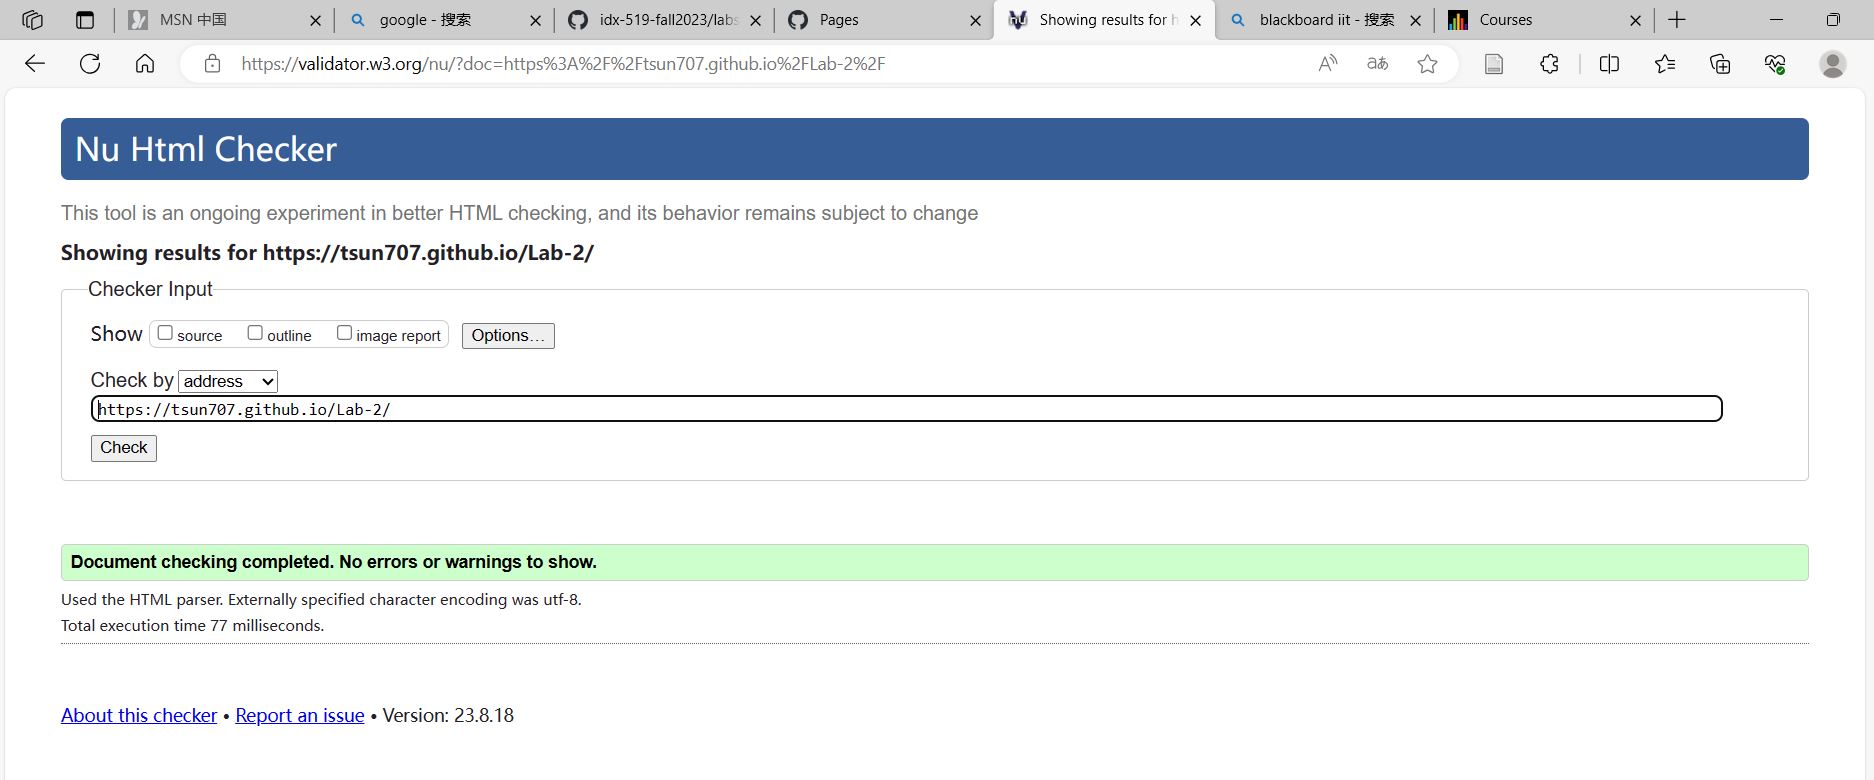 MSN 中国
google - 搜索
idx-519-fall2023/labs
Pages
Showing results for h
blackboard iit - 搜索
Courses
https://validator.w3.org/nu/?doc=https%3A%2F%2Ftsun707.github.io%2FLab-2%2F
Nu Html Checker
This tool is an ongoing experiment in better HTML checking, and its behavior remains subject to change
Showing results for https://tsun707.github.io/Lab-2/
Checker Input
Show source outline image report Options…
Check by address
https://tsun707.github.io/Lab-2/
Check
Document checking completed. No errors or warnings to show.
Used the HTML parser. Externally specified character encoding was utf-8.
Total execution time 77 milliseconds.
About this checker • Report an issue • Version: 23.8.18